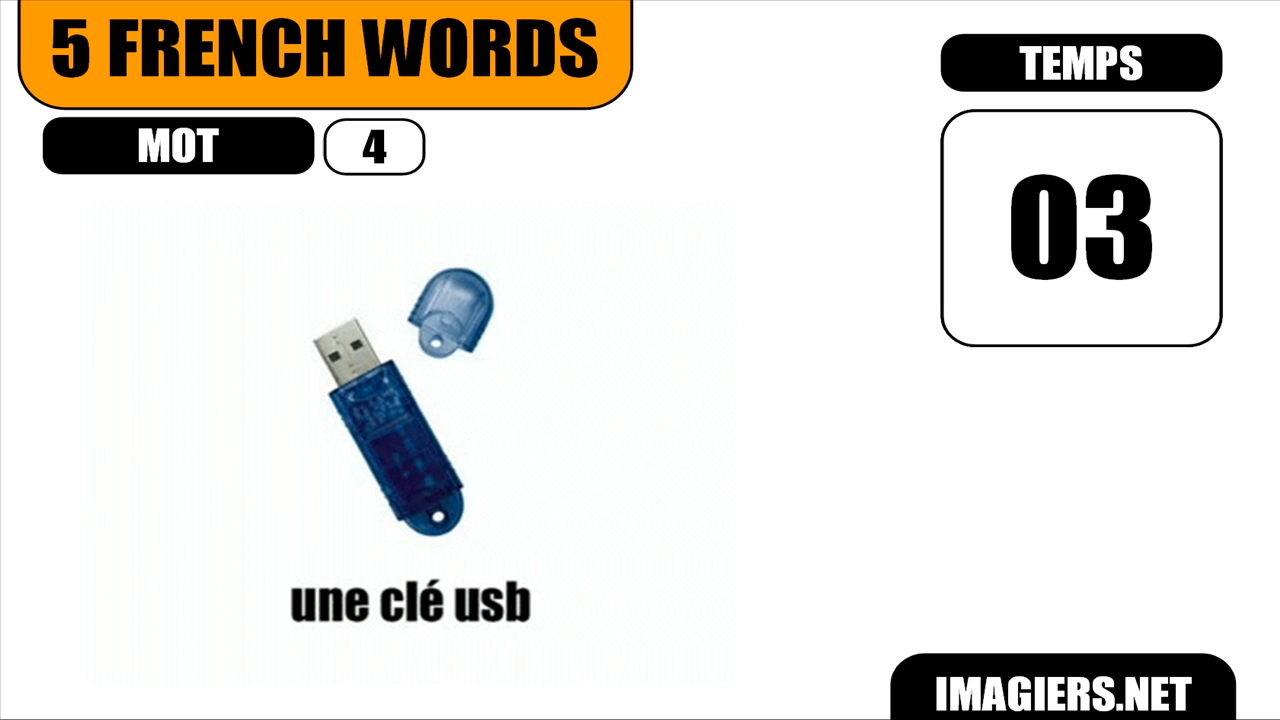 5 FRENCH WORDS
TEMPS
MOT
4
03
une clé usb
IMAGIERS.NET